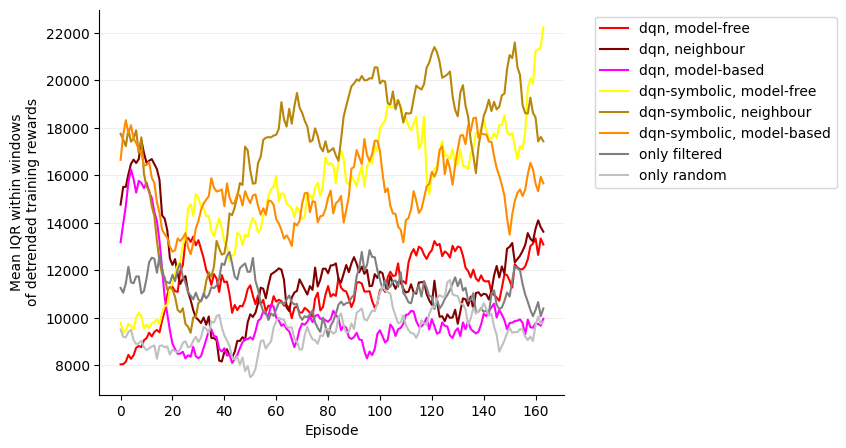 Mean IQR within windows
of detrended training rewards
22000
20000
18000
16000
14000
12000
10000
8000
0 20 40 60 80 100 120 140 160
Episode
dqn, model-free
dqn, neighbour
dqn, model-based
dqn-symbolic, model-free
dqn-symbolic, neighbour
dqn-symbolic, model-based
only filtered
only random